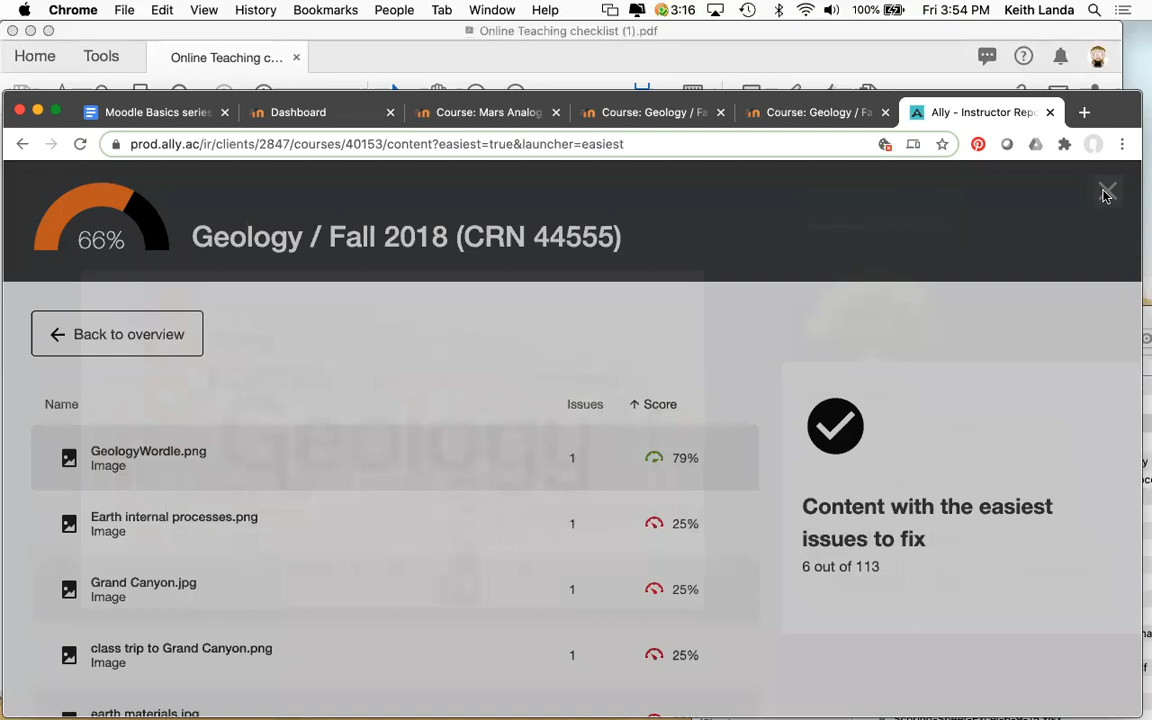 Chrome File Edit View History Bookmarks People Tab Window Help 3:16 100% Fri 3:54 PM Keith Landa
Online Teaching checklist (1).pdf
Home Tools Online Teaching c...
Moodle Basics series Dashboard Course: Mars Analog Course: Geology / Fa Course: Geology / Fa Ally - Instructor Repo
prod.ally.ac/ir/clients/2847/courses/40153/content?easiest=true&launcher=easiest
66% Geology / Fall 2018 (CRN 44555)
Back to overview
Name Issues Score
GeologyWordle.png
Image
1 79%
Earth internal processes.png
Image
1 25%
Grand Canyon.jpg
Image
1 25%
class trip to Grand Canyon.png
Image
1 25%
earth materials.jpg
Geology
Content with the easiest
issues to fix
6 out of 113